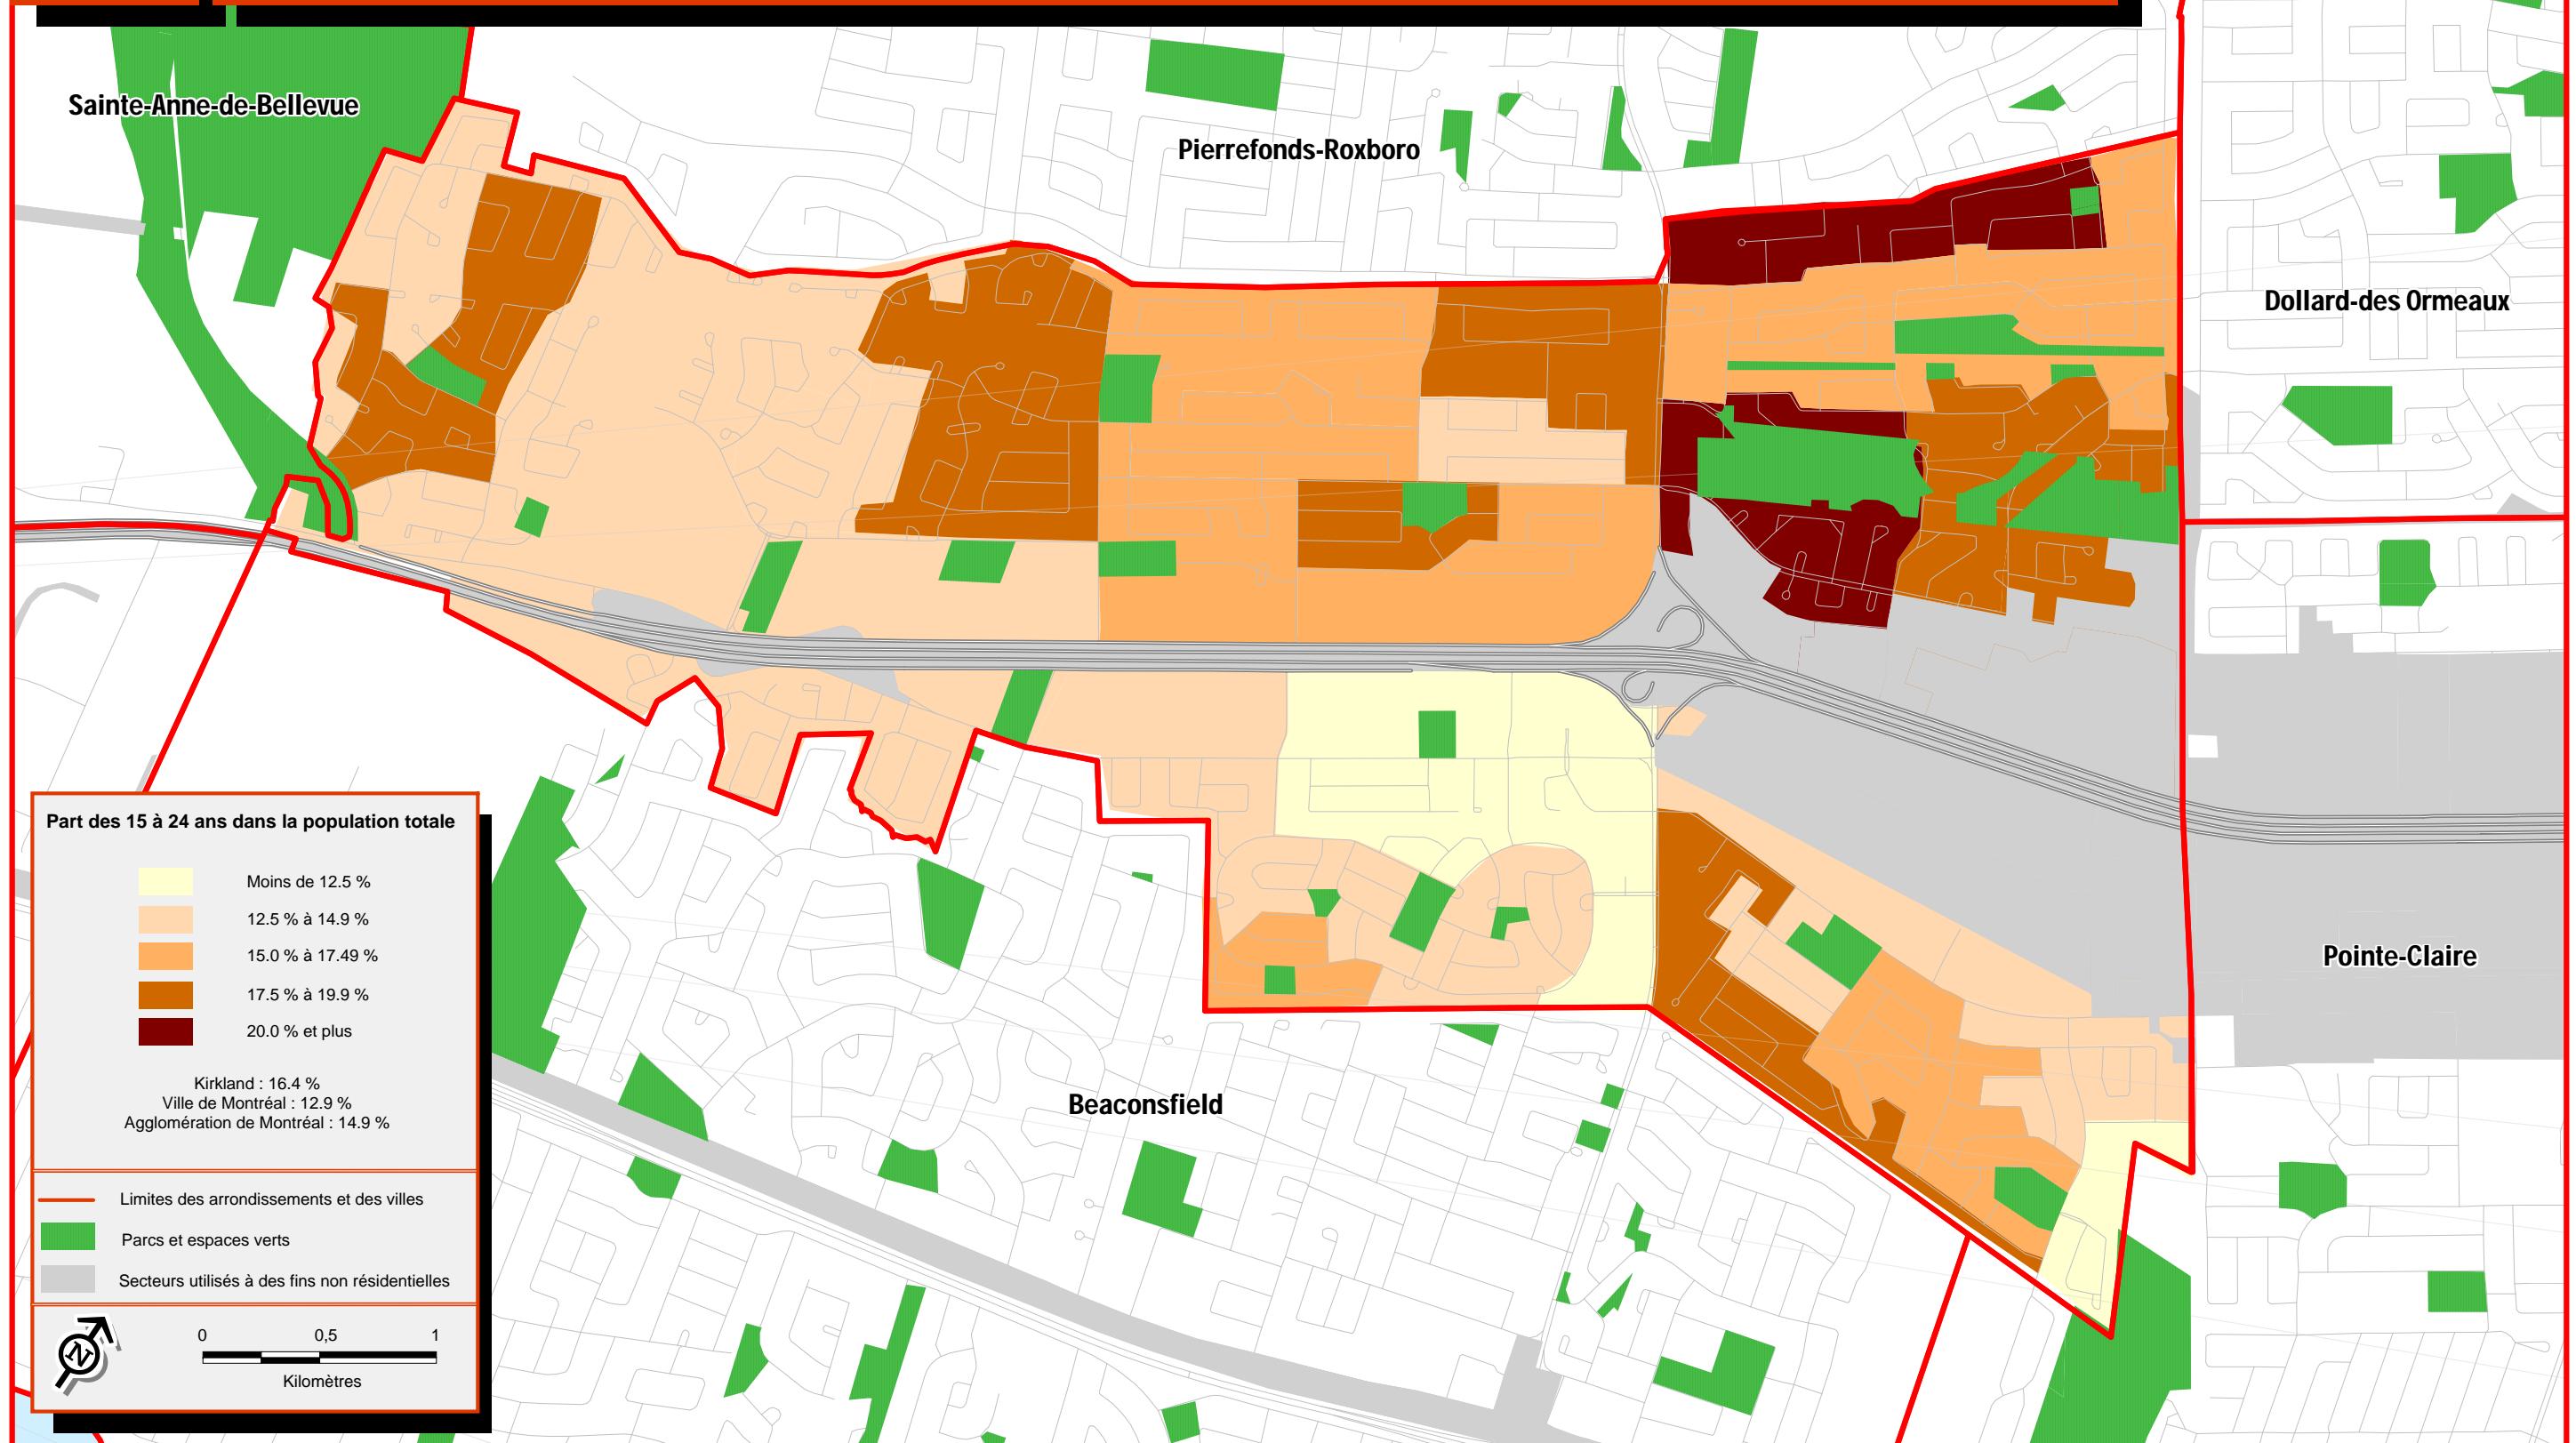 Sainte-Anne-de-Bellevue
Pierrefonds-Roxboro
Dollard-des Ormeaux
Pointe-Claire
Beaconsfield
Part des 15 à 24 ans dans la population totale
Moins de 12.5 %
12.5 % à 14.9 %
15.0 % à 17.49 %
17.5 % à 19.9 %
20.0 % et plus
Kirkland : 16.4 %
Ville de Montréal : 12.9 %
Agglomération de Montréal : 14.9 %
Limites des arrondissements et des villes
Parcs et espaces verts
Secteurs utilisés à des fins non résidentielles
N
0 0,5 1
Kilomètres